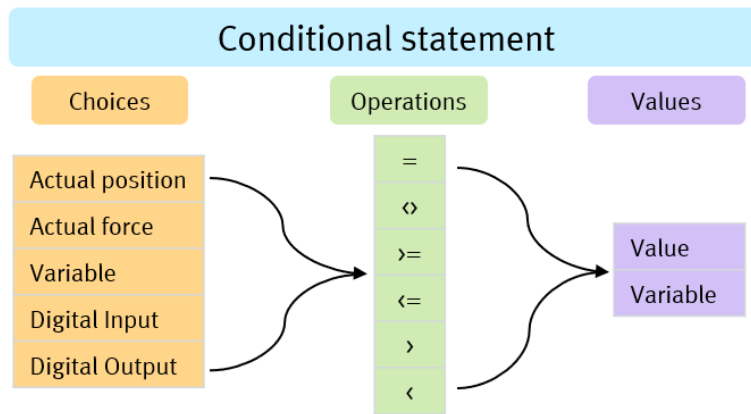 Conditional statement
Choices
Operations
Values
Actual position
Actual force
Variable
Digital Input
Digital Output
=
<>
>=
<=
>
<
Value
Variable